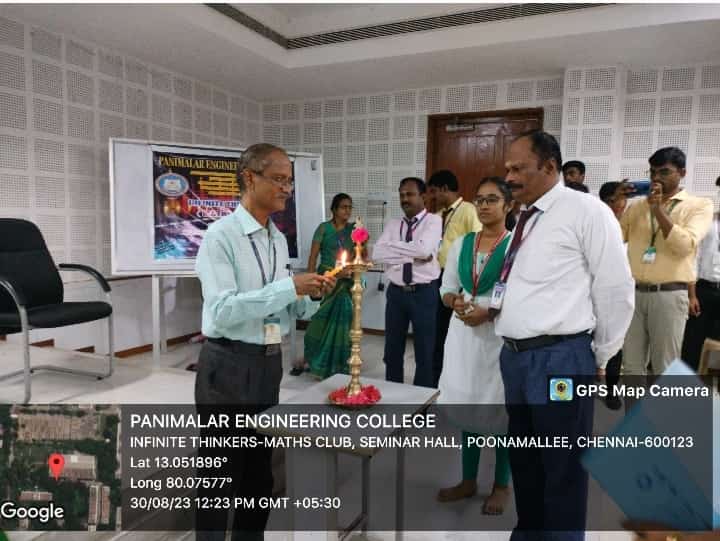 PANIMALAR ENGINEE
GPS Map Camera
PANIMALAR ENGINEERING COLLEGE
INFINITE THINKERS-MATHS CLUB, SEMINAR HALL, POONAMALLEE, CHENNAI-600123
Lat 13.051896°
Long 80.07577°
30/08/23 12:23 PM GMT +05:30
Google